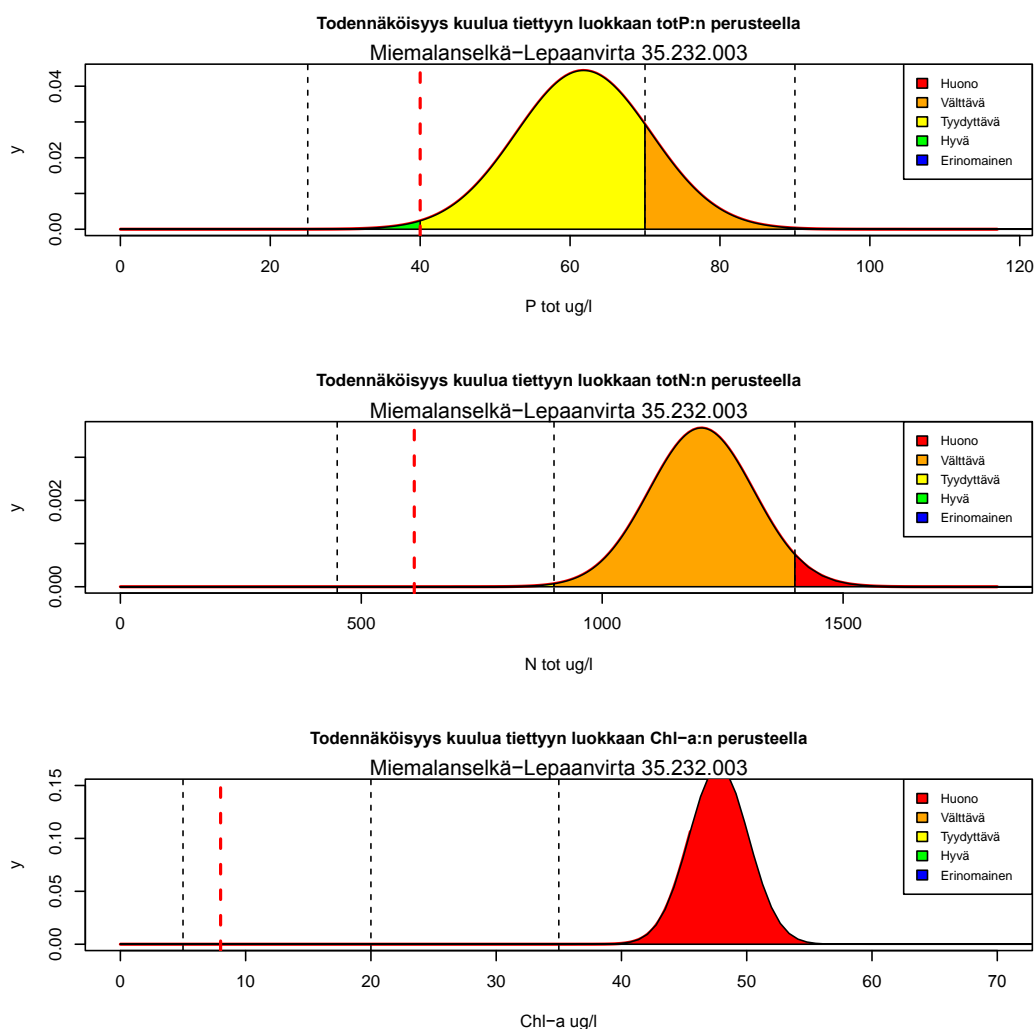 Todennäköisyys kuulua tiettyyn luokkaan totP:n perusteella
Miemalanselkä−Lepaanvirta 35.232.003
Huono
Välttävä
Tyydyttävä
Hyvä
Erinomainen
y
0.00
0.02
0.04
0
20
40
60
80
100
120
P tot ug/l
Todennäköisyys kuulua tiettyyn luokkaan totN:n perusteella
Miemalanselkä−Lepaanvirta 35.232.003
Huono
Välttävä
Tyydyttävä
Hyvä
Erinomainen
y
0.000
0.002
0
500
1000
1500
N tot ug/l
Todennäköisyys kuulua tiettyyn luokkaan Chl−a:n perusteella
Miemalanselkä−Lepaanvirta 35.232.003
Huono
Välttävä
Tyydyttävä
Hyvä
Erinomainen
y
0.00
0.05
0.10
0.15
0
10
20
30
40
50
60
70
Chl−a ug/l